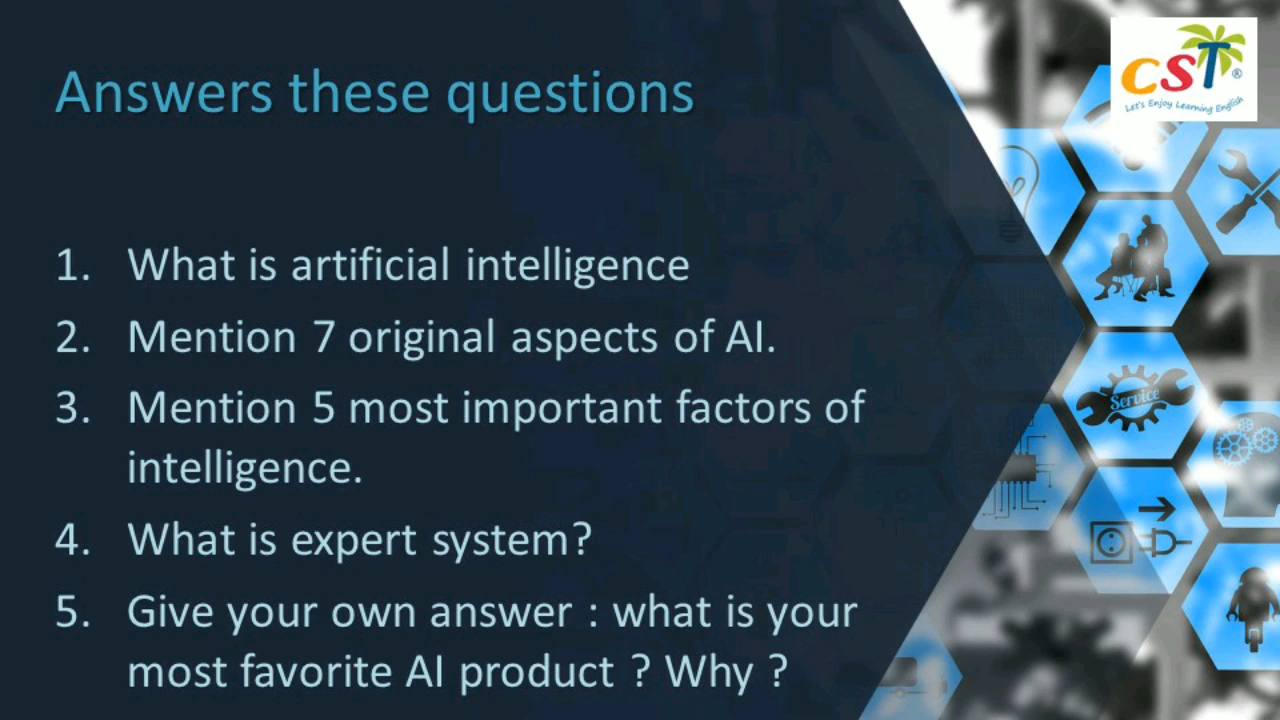 Answers these questions
CST®
Let's Enjoy Learning English
1. What is artificial intelligence
2. Mention 7 original aspects of AI.
3. Mention 5 most important factors of
intelligence.
4. What is expert system?
5. Give your own answer : what is your
most favorite AI product ? Why ?
Service